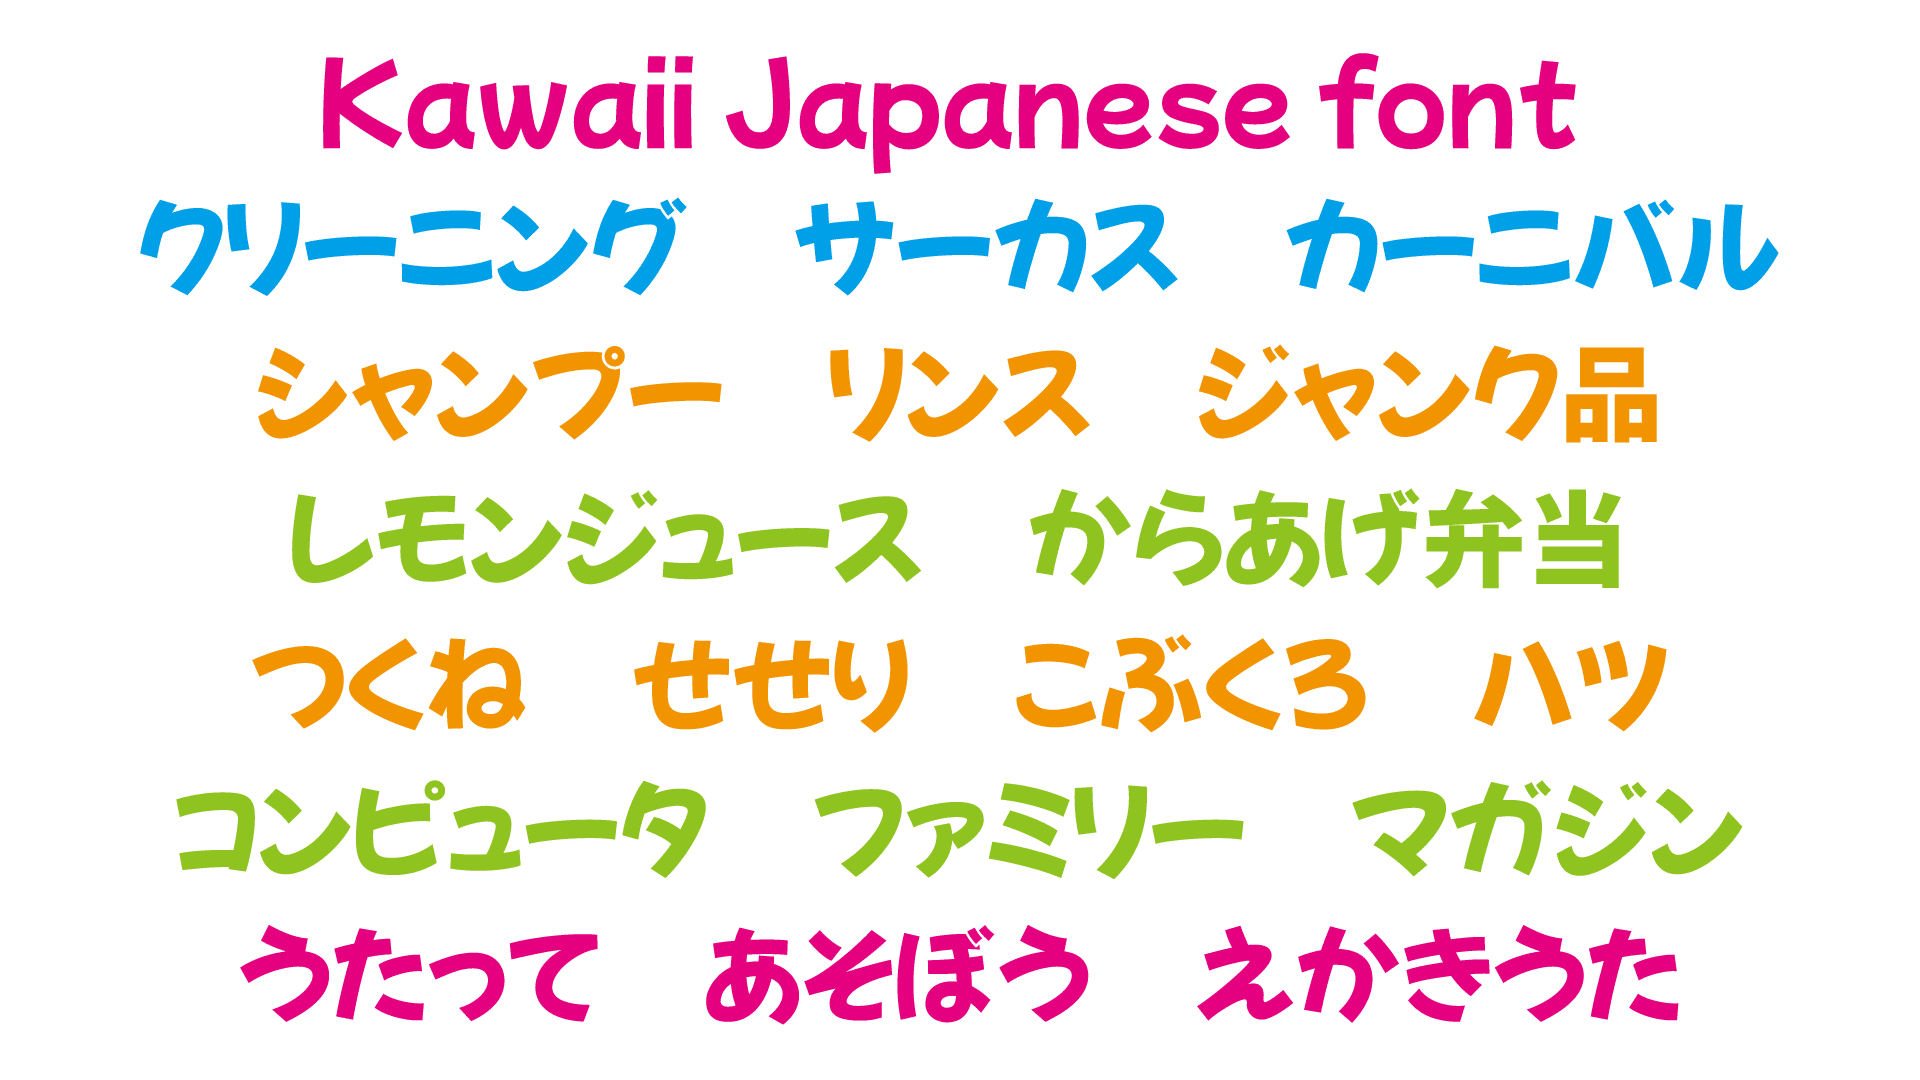 Kawaii Japanese font
クリーニング　サーカス　カーニバル
シャンプー　リンス　ジャンク品
レモンジュース　からあげ弁当
つくね　せせり　こぶくろ　ハツ
コンピュータ　ファミリー　マガジン
うたって　あそぼう　えかきうた